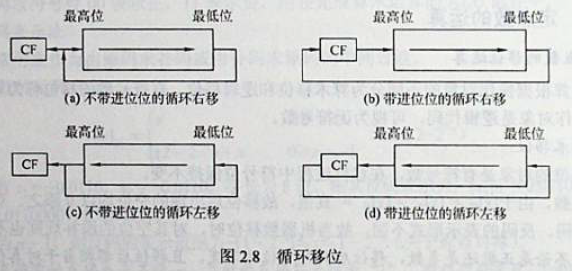 最高位 最低位 最高位 最低位
CF CF
(a) 不带进位位的循环右移 (b) 带进位位的循环右移
最高位 最低位 最高位 最低位
CF CF
(c) 不带进位位的循环左移 (d) 带进位位的循环左移
图 2.8 循环移位